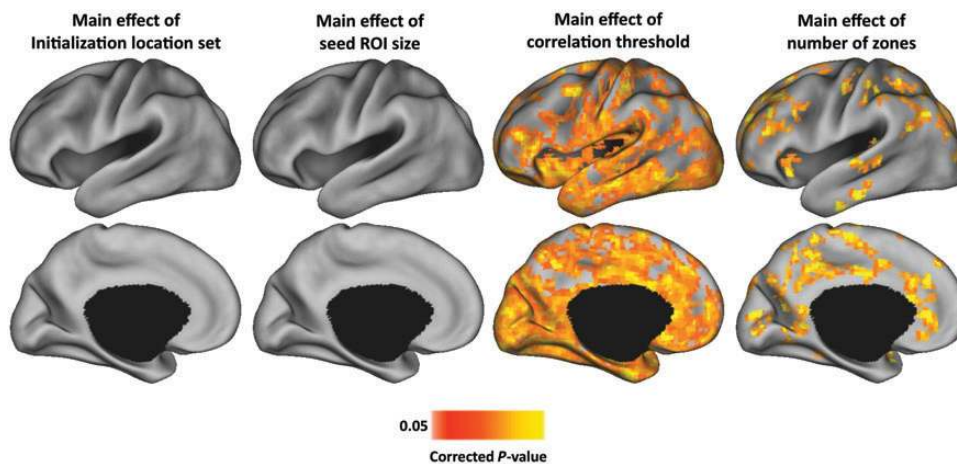 Main effect of
Initialization location set
Main effect of
seed ROI size
Main effect of
correlation threshold
Main effect of
number of zones
0.05
Corrected P-value